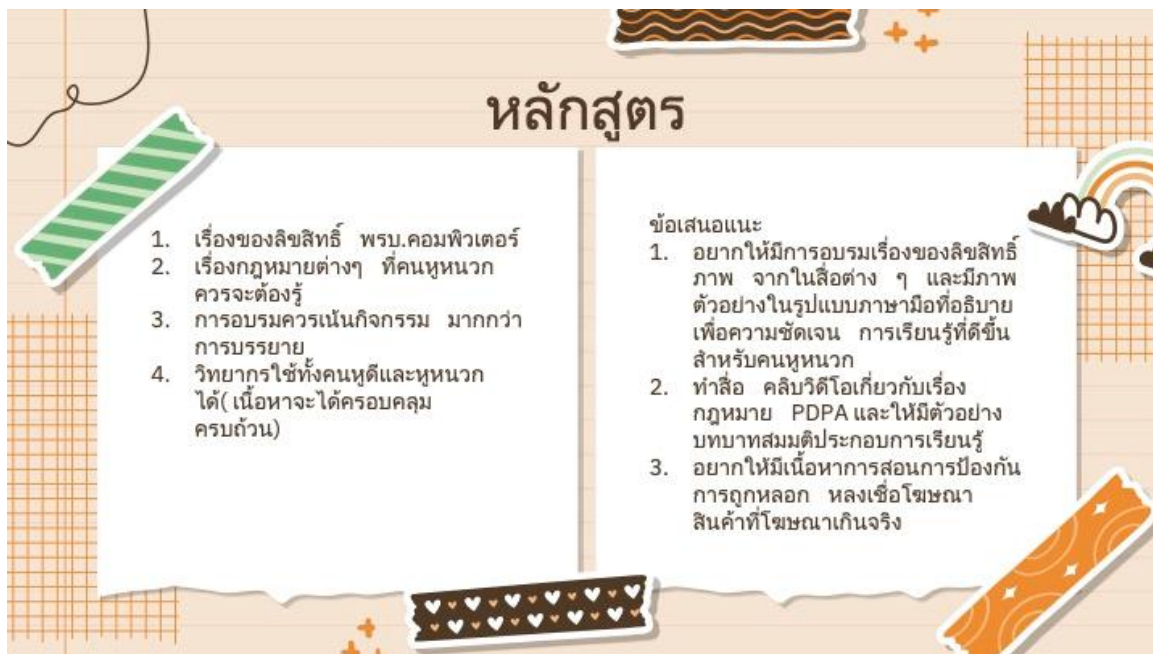 หลักสูตร
1. เรื่องของลิขสิทธิ์ พรบ.คอมพิวเตอร์
2. เรื่องกฎหมายต่างๆ ที่คนหูหนวก
ควรจะต้องรู้
3. การอบรมควรเน้นกิจกรรม มากกว่า
การบรรยาย
4. วิทยากรใช้ทั้งคนหูดีและหูหนวก
ได้( เนื้อหาจะได้ครอบคลุม
ครบถ้วน)
ข้อเสนอแนะ
1. อยากให้มีการอบรมเรื่องของลิขสิทธิ์
ภาพ จากในสื่อต่าง ๆ และมีภาพ
ตัวอย่างในรูปแบบภาษามือที่อธิบาย
เพื่อความชัดเจน การเรียนรู้ที่ดีขึ้น
สำหรับคนหูหนวก
2. ทำสื่อ คลิบวิดีโอเกี่ยวกับเรื่อง
กฎหมาย PDPA และให้มีตัวอย่าง
บทบาทสมมติประกอบการเรียนรู้
3. อยากให้มีเนื้อหาการสอนการป้องกัน
การถูกหลอก หลงเชื่อโฆษณา
สินค้าที่โฆษณาเกินจริง